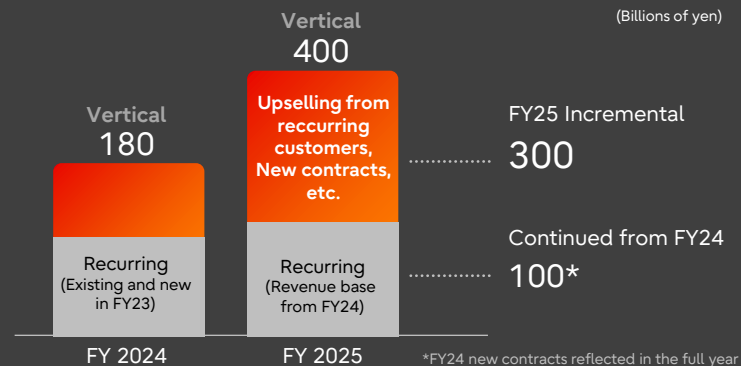 (Billions of yen)
Vertical
400
Vertical
180
Upselling from
reccurring
customers,
New contracts,
etc.
FY25 Incremental
300
Recurring
(Existing and new
in FY23)
Recurring
(Revenue base
from FY24)
Continued from FY24
100*
FY 2024
FY 2025
*FY24 new contracts reflected in the full year